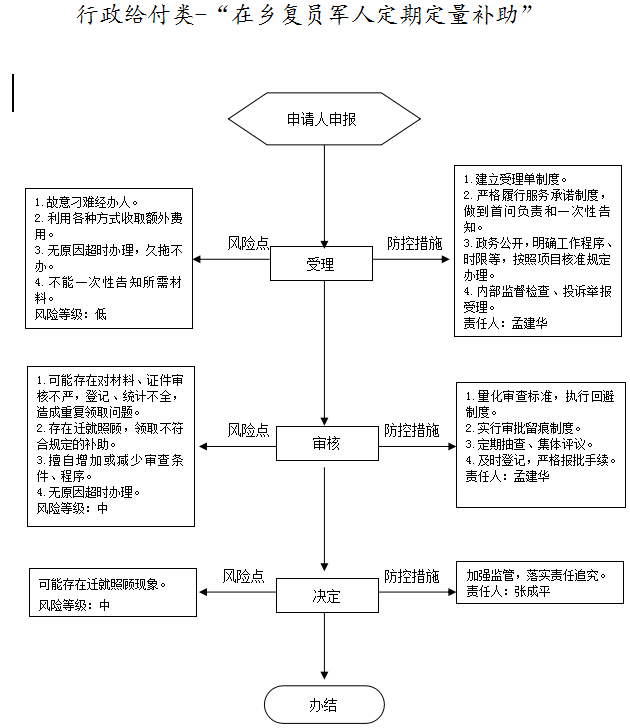 行政给付类-“在乡复员军人定期定量补助”
申请人申报
1.故意刁难经办人。
2.利用各种方式收取额外费
用。
3.无原因超时办理，久拖不
办。
4.不能一次性告知所需材
料。
风险等级：低
风险点
受理
防控措施
1.建立受理单制度。
2.严格履行服务承诺制度，
做到首问负责和一次性告
知。
3.政务公开，明确工作程序、
时限等，按照项目核准规定
办理。
4.内部监督检查、投诉举报
受理。
责任人：孟建华
1.可能存在对材料、证件审
核不严，登记、统计不全，
造成重复领取问题。
2.存在迁就照顾，领取不符
合规定的补助。
3.擅自增加或减少审查条
件、程序。
4.无原因超时办理。
风险等级：中
风险点
审核
防控措施
1.量化审查标准，执行回避
制度。
2.实行审批留痕制度。
3.定期抽查、集体评议。
4.及时登记，严格报批手续。
责任人：孟建华
可能存在迁就照顾现象。
风险等级：中
风险点
决定
防控措施
加强监管，落实责任追究。
责任人：张成平
办结